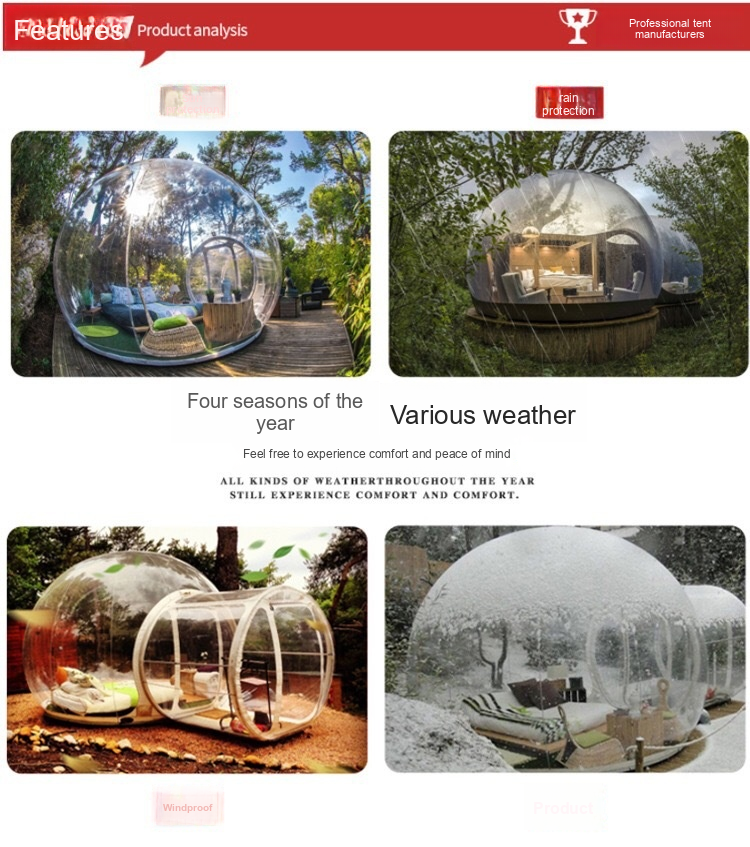 Features
Product analysis
Professional tent
manufacturers
rain
protection
Four seasons of the
year
Various weather
Feel free to experience comfort and peace of mind
ALL KINDS OF WEATHERTHROUGHOUT THE YEAR
STILL EXPERIENCE COMFORT AND COMFORT.
Windproof
Product